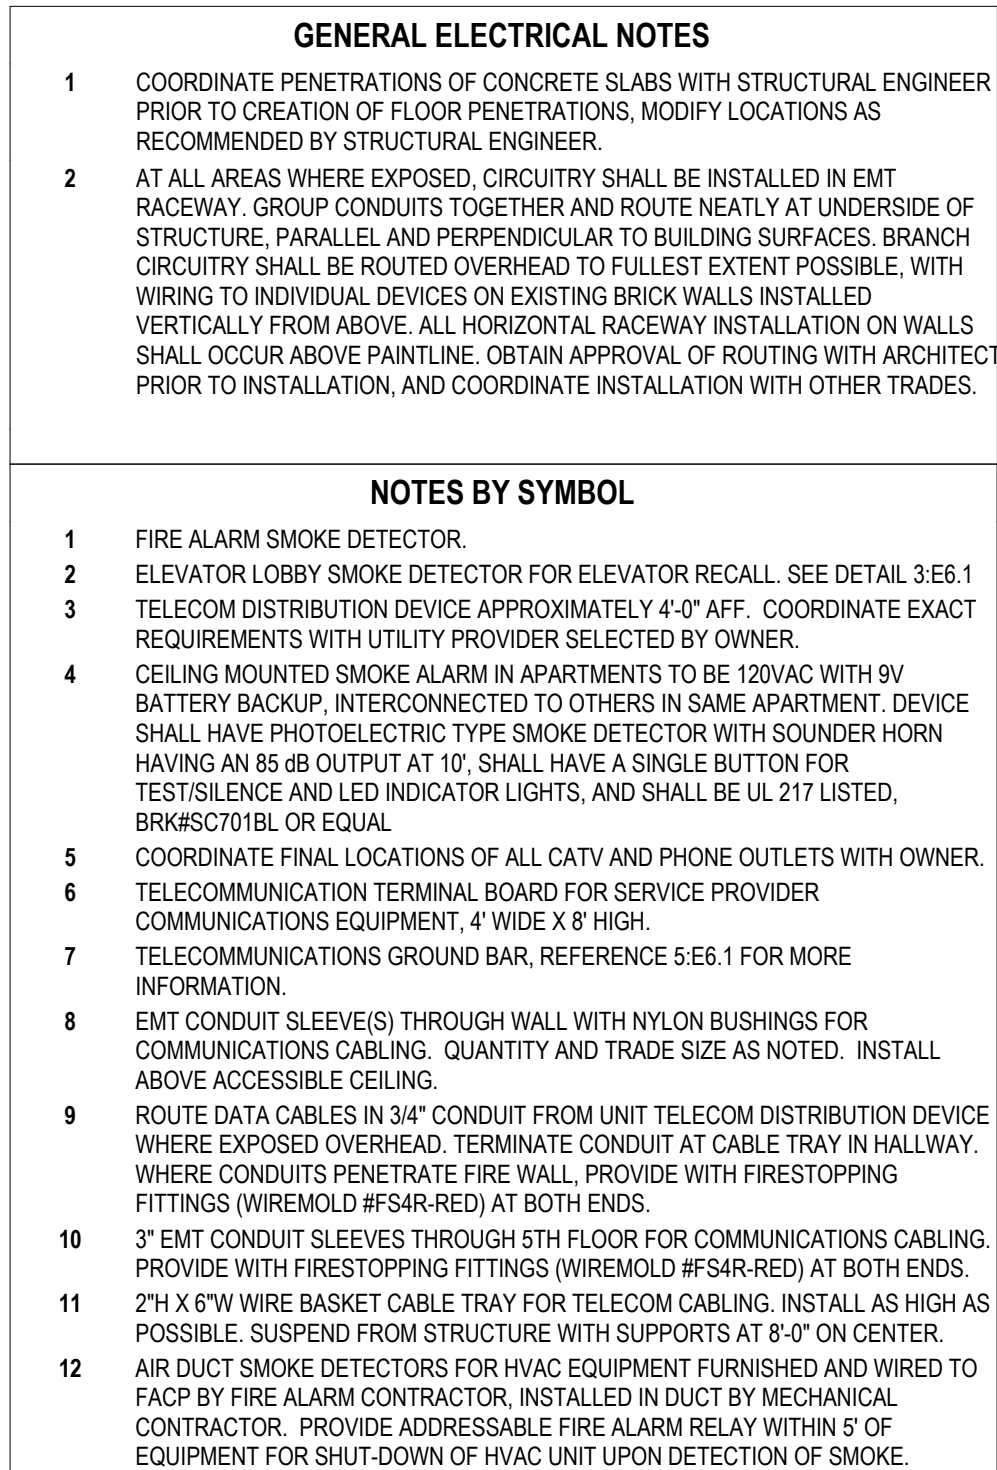 GENERAL ELECTRICAL NOTES
1 COORDINATE PENETRATIONS OF CONCRETE SLABS WITH STRUCTURAL ENGINEER
PRIOR TO CREATION OF FLOOR PENETRATIONS, MODIFY LOCATIONS AS
RECOMMENDED BY STRUCTURAL ENGINEER.
2 AT ALL AREAS WHERE EXPOSED, CIRCUITRY SHALL BE INSTALLED IN EMT
RACEWAY. GROUP CONDUITS TOGETHER AND ROUTE NEATLY AT UNDERSIDE OF
STRUCTURE, PARALLEL AND PERPENDICULAR TO BUILDING SURFACES. BRANCH
CIRCUITRY SHALL BE ROUTED OVERHEAD TO FULLEST EXTENT POSSIBLE, WITH
WIRING TO INDIVIDUAL DEVICES ON EXISTING BRICK WALLS INSTALLED
VERTICALLY FROM ABOVE. ALL HORIZONTAL RACEWAY INSTALLATION ON WALLS
SHALL OCCUR ABOVE PAINTLINE. OBTAIN APPROVAL OF ROUTING WITH ARCHITECT
PRIOR TO INSTALLATION, AND COORDINATE INSTALLATION WITH OTHER TRADES.
NOTES BY SYMBOL
1 FIRE ALARM SMOKE DETECTOR.
2 ELEVATOR LOBBY SMOKE DETECTOR FOR ELEVATOR RECALL. SEE DETAIL 3:E6.1
3 TELECOM DISTRIBUTION DEVICE APPROXIMATELY 4'-0" AFF. COORDINATE EXACT
REQUIREMENTS WITH UTILITY PROVIDER SELECTED BY OWNER.
4 CEILING MOUNTED SMOKE ALARM IN APARTMENTS TO BE 120VAC WITH 9V
BATTERY BACKUP, INTERCONNECTED TO OTHERS IN SAME APARTMENT. DEVICE
SHALL HAVE PHOTOELECTRIC TYPE SMOKE DETECTOR WITH SOUNDER HORN
HAVING AN 85 dB OUTPUT AT 10', SHALL HAVE A SINGLE BUTTON FOR
TEST/SILENCE AND LED INDICATOR LIGHTS, AND SHALL BE UL 217 LISTED,
BRK#SC701BL OR EQUAL
5 COORDINATE FINAL LOCATIONS OF ALL CATV AND PHONE OUTLETS WITH OWNER.
6 TELECOMMUNICATION TERMINAL BOARD FOR SERVICE PROVIDER
COMMUNICATIONS EQUIPMENT, 4' WIDE X 8' HIGH.
7 TELECOMMUNICATIONS GROUND BAR, REFERENCE 5:E6.1 FOR MORE
INFORMATION.
8 EMT CONDUIT SLEEVE(S) THROUGH WALL WITH NYLON BUSHINGS FOR
COMMUNICATIONS CABLING. QUANTITY AND TRADE SIZE AS NOTED. INSTALL
ABOVE ACCESSIBLE CEILING.
9 ROUTE DATA CABLES IN 3/4" CONDUIT FROM UNIT TELECOM DISTRIBUTION DEVICE
WHERE EXPOSED OVERHEAD. TERMINATE CONDUIT AT CABLE TRAY IN HALLWAY.
WHERE CONDUITS PENETRATE FIRE WALL, PROVIDE WITH FIRESTOPPING
FITTINGS (WIREMOLD #FS4R-RED) AT BOTH ENDS.
10 3" EMT CONDUIT SLEEVES THROUGH 5TH FLOOR FOR COMMUNICATIONS CABLING.
PROVIDE WITH FIRESTOPPING FITTINGS (WIREMOLD #FS4R-RED) AT BOTH ENDS.
11 2"H X 6"W WIRE BASKET CABLE TRAY FOR TELECOM CABLING. INSTALL AS HIGH AS
POSSIBLE. SUSPEND FROM STRUCTURE WITH SUPPORTS AT 8'-0" ON CENTER.
12 AIR DUCT SMOKE DETECTORS FOR HVAC EQUIPMENT FURNISHED AND WIRED TO
FACP BY FIRE ALARM CONTRACTOR, INSTALLED IN DUCT BY MECHANICAL
CONTRACTOR. PROVIDE ADDRESSABLE FIRE ALARM RELAY WITHIN 5' OF
EQUIPMENT FOR SHUT-DOWN OF HVAC UNIT UPON DETECTION OF SMOKE.